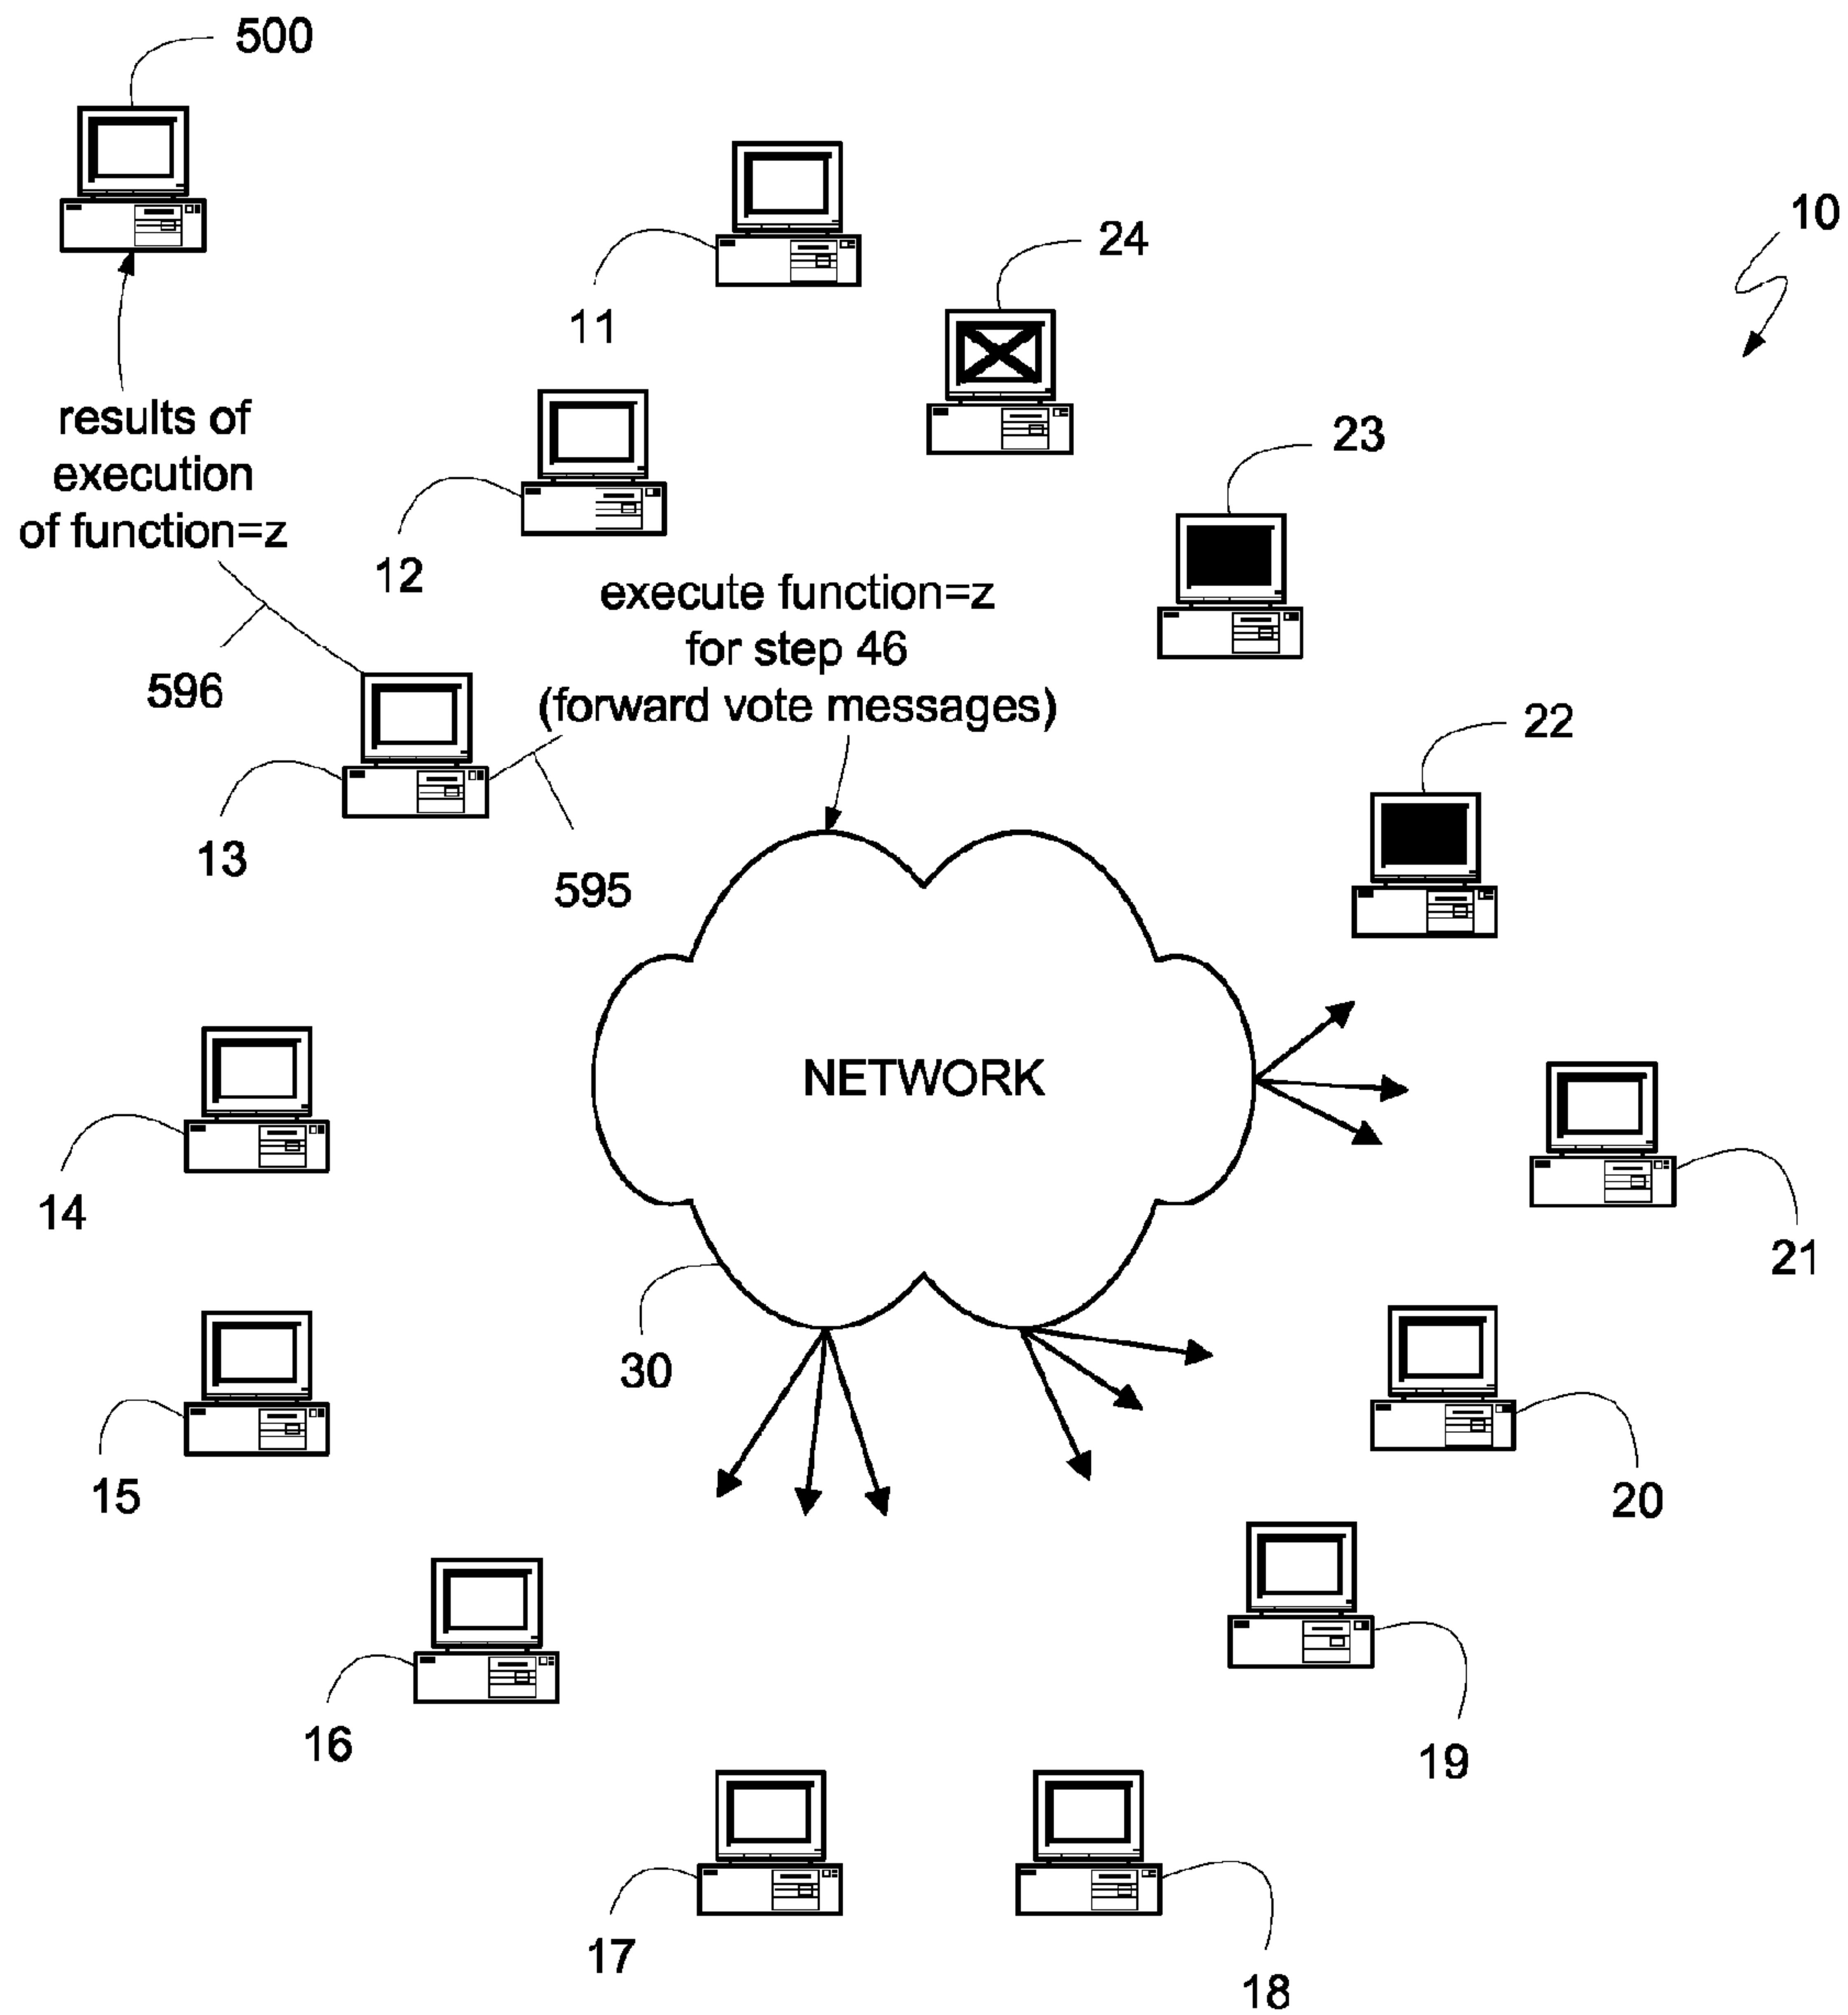 500
10
24
11
results of
execution
of function=z
23
12
execute function=z
for step 46
(forward vote messages)
596
22
13
595
NETWORK
14
21
30
15
20
16
19
17
18